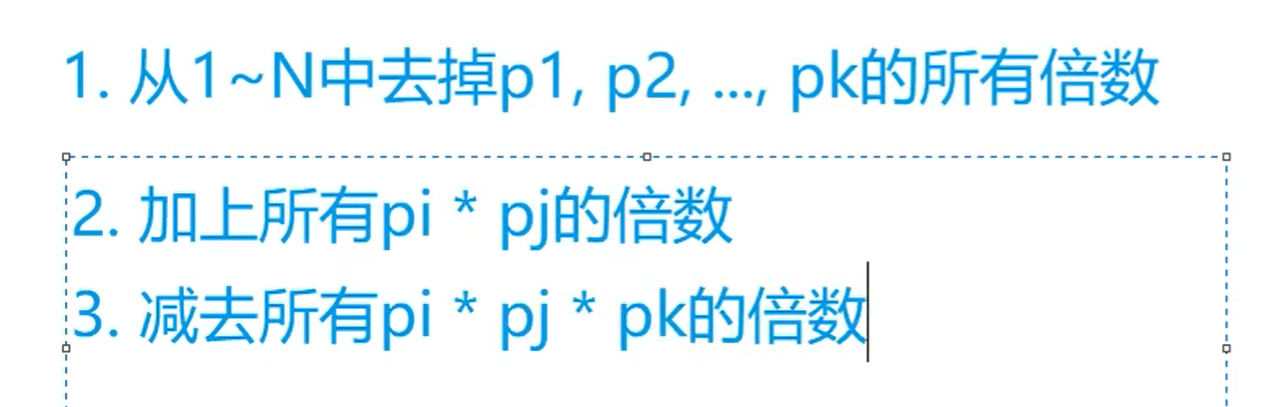 1. 从1~N中去掉p1, p2, ..., pk的所有倍数
2. 加上所有pi * pj的倍数
3. 减去所有pi * pj * pk的倍数